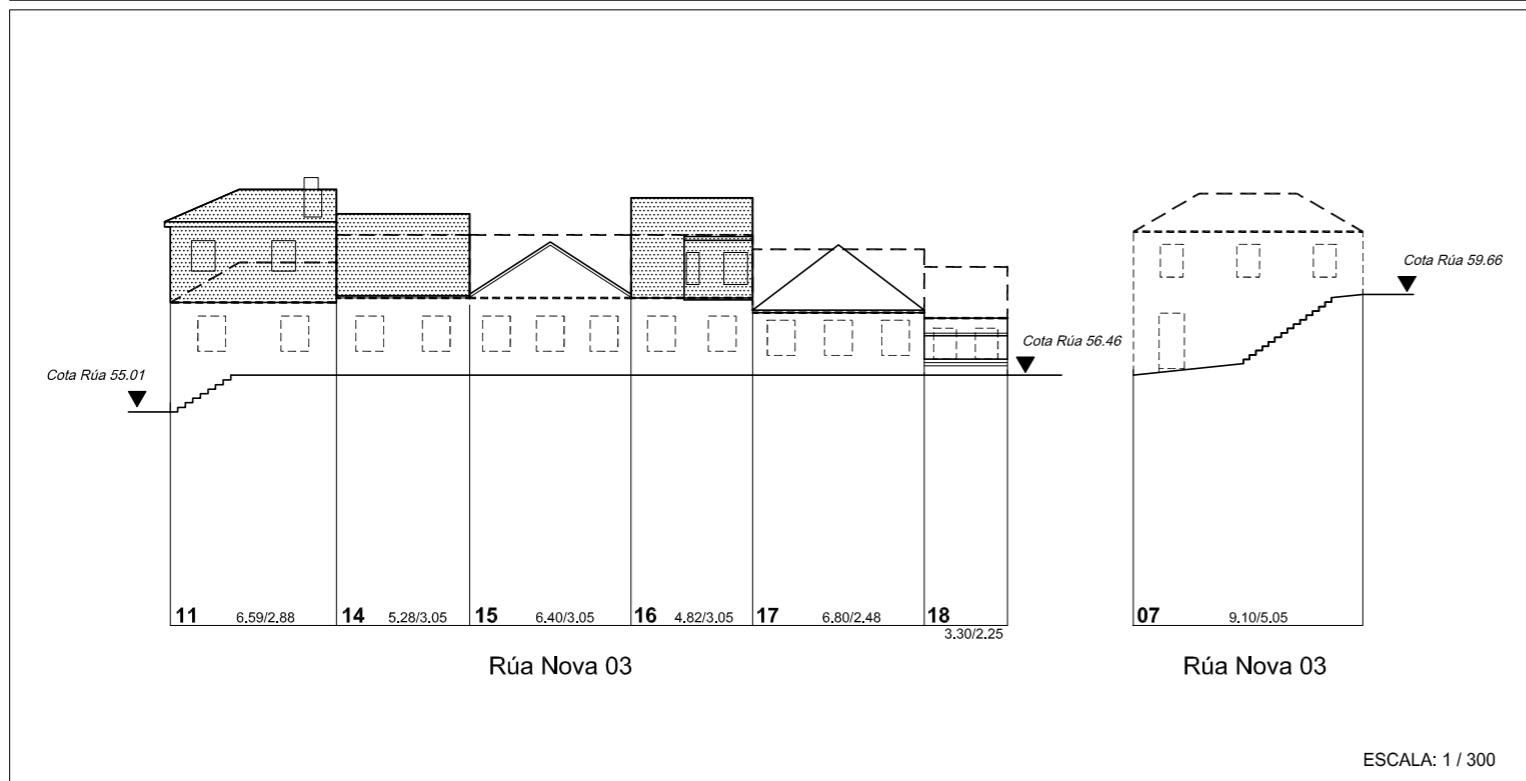 Cota Rúa 59.66
Cota Rúa 56.46
Cota Rúa 55.01
11 6.59/2.88 14 5.28/3.05 15 6.40/3.05 16 4.82/3.05 17 6.80/2.48 18
3.30/2.25
07 9.10/5.05
Rúa Nova 03
Rúa Nova 03
ESCALA: 1 / 300